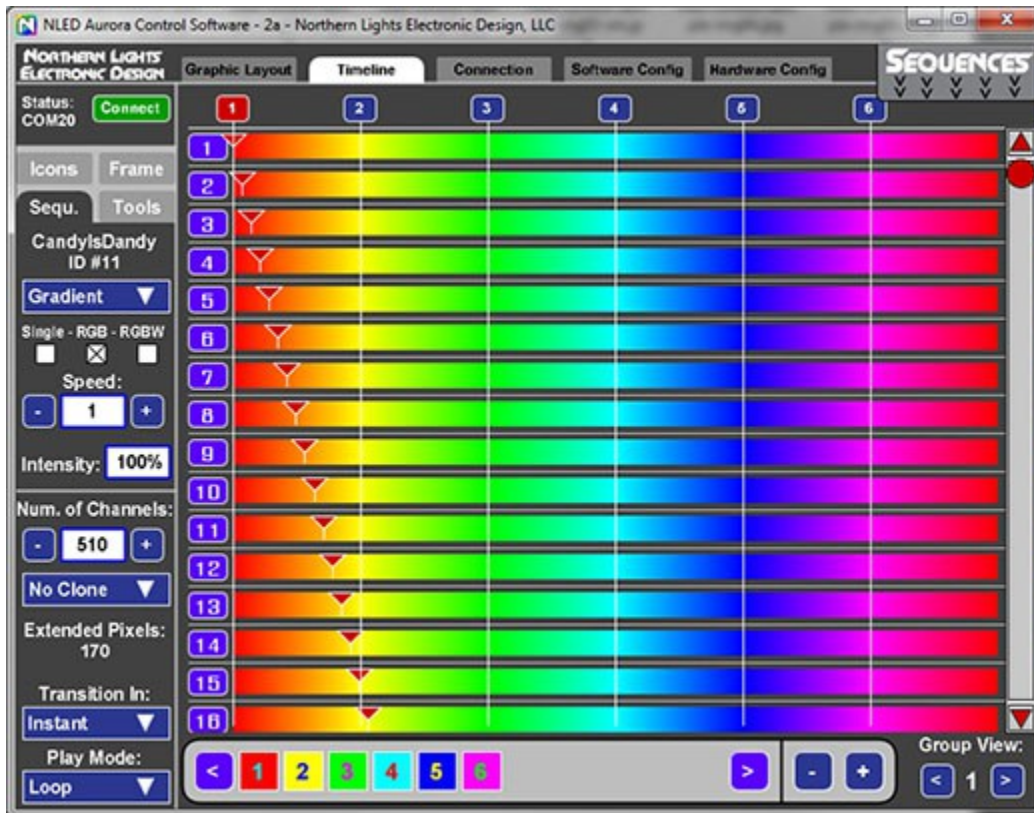 NLED Aurora Control Software - 2a - Northern Lights Electronic Design, LLC
NORTHERN LIGHTS
ELECTRONIC DESIGN
Graphic Layout Timeline Connection Software Config Hardware Config
SEQUENCES
Status:
COM20
Connect
1 2 3 4 5 6
Icons Frame
Sequ. Tools
CandyIsDandy
ID #11
Gradient
Single - RGB - RGBW
Speed:
- 1 +
Intensity: 100%
Num. of Channels:
- 510 +
No Clone
Extended Pixels:
170
Transition In:
Instant
Play Mode:
Loop
1
2
3
4
5
6
7
8
9
10
11
12
13
14
15
16
< 1 2 3 4 5 6 > - +
Group View:
< 1 >